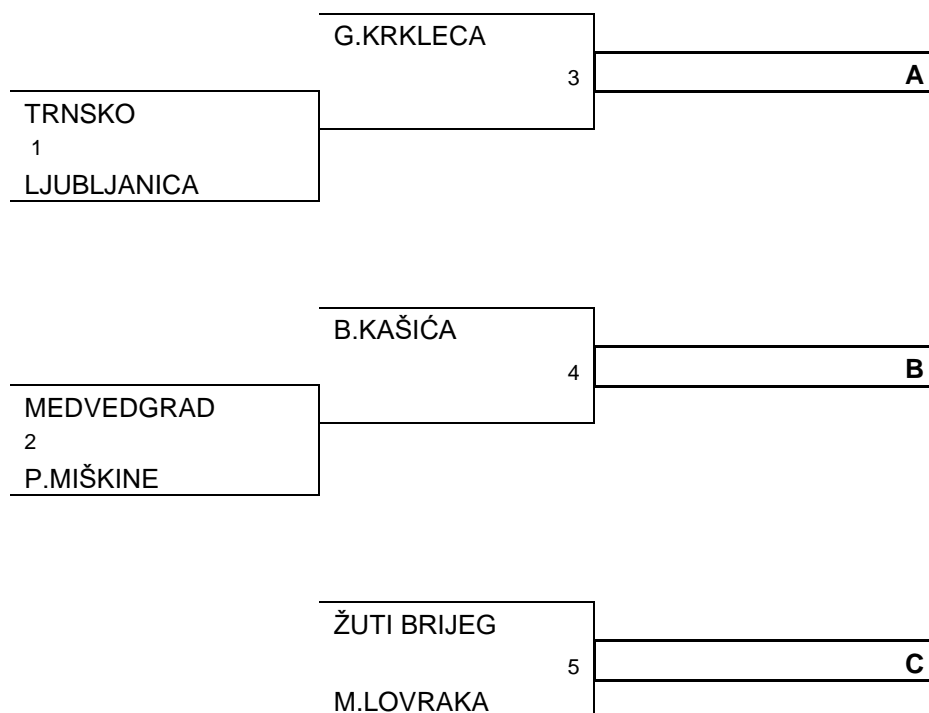 G.KRKLECA
3
A
TRNSKO
1
LJUBLJANICA
B.KAŠIĆA
4
B
MEDVEDGRAD
2
P.MIŠKINE
ŽUTI BRIJEG
5
C
M.LOVRAKA